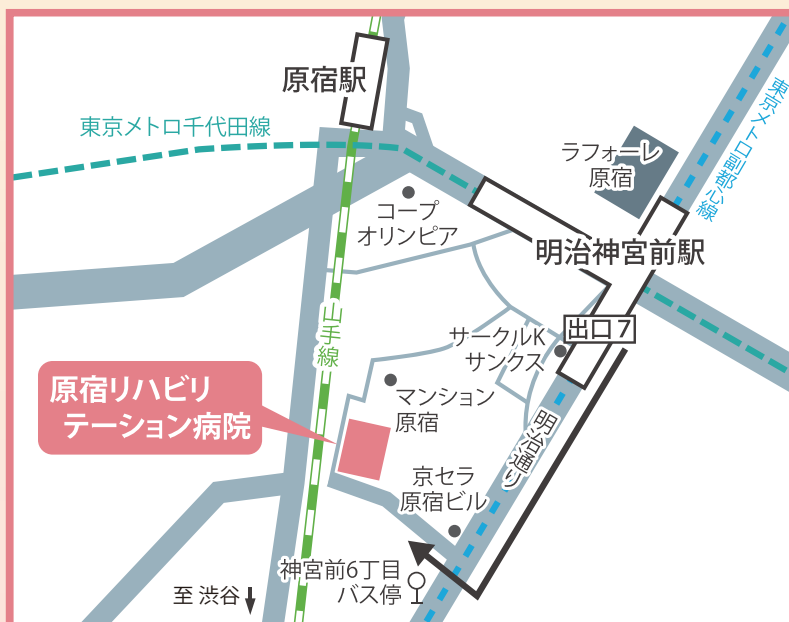 原宿駅
東京メトロ千代田線
東京メトロ副都心線
ラフォーレ
原宿
コープ
オリンピア
明治神宮前駅
出口7
山手線
サークルK
サンクス
原宿リハビリ
テーション病院
マンション
原宿
明治通り
京セラ
原宿ビル
神宮前6丁目
バス停
至 渋谷